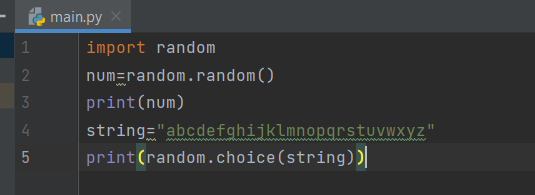 main.py
1 import random
2 num=random.random()
3 print(num)
4 string="abcdefghijklmnopqrstuvwxyz"
5 print(random.choice(string))